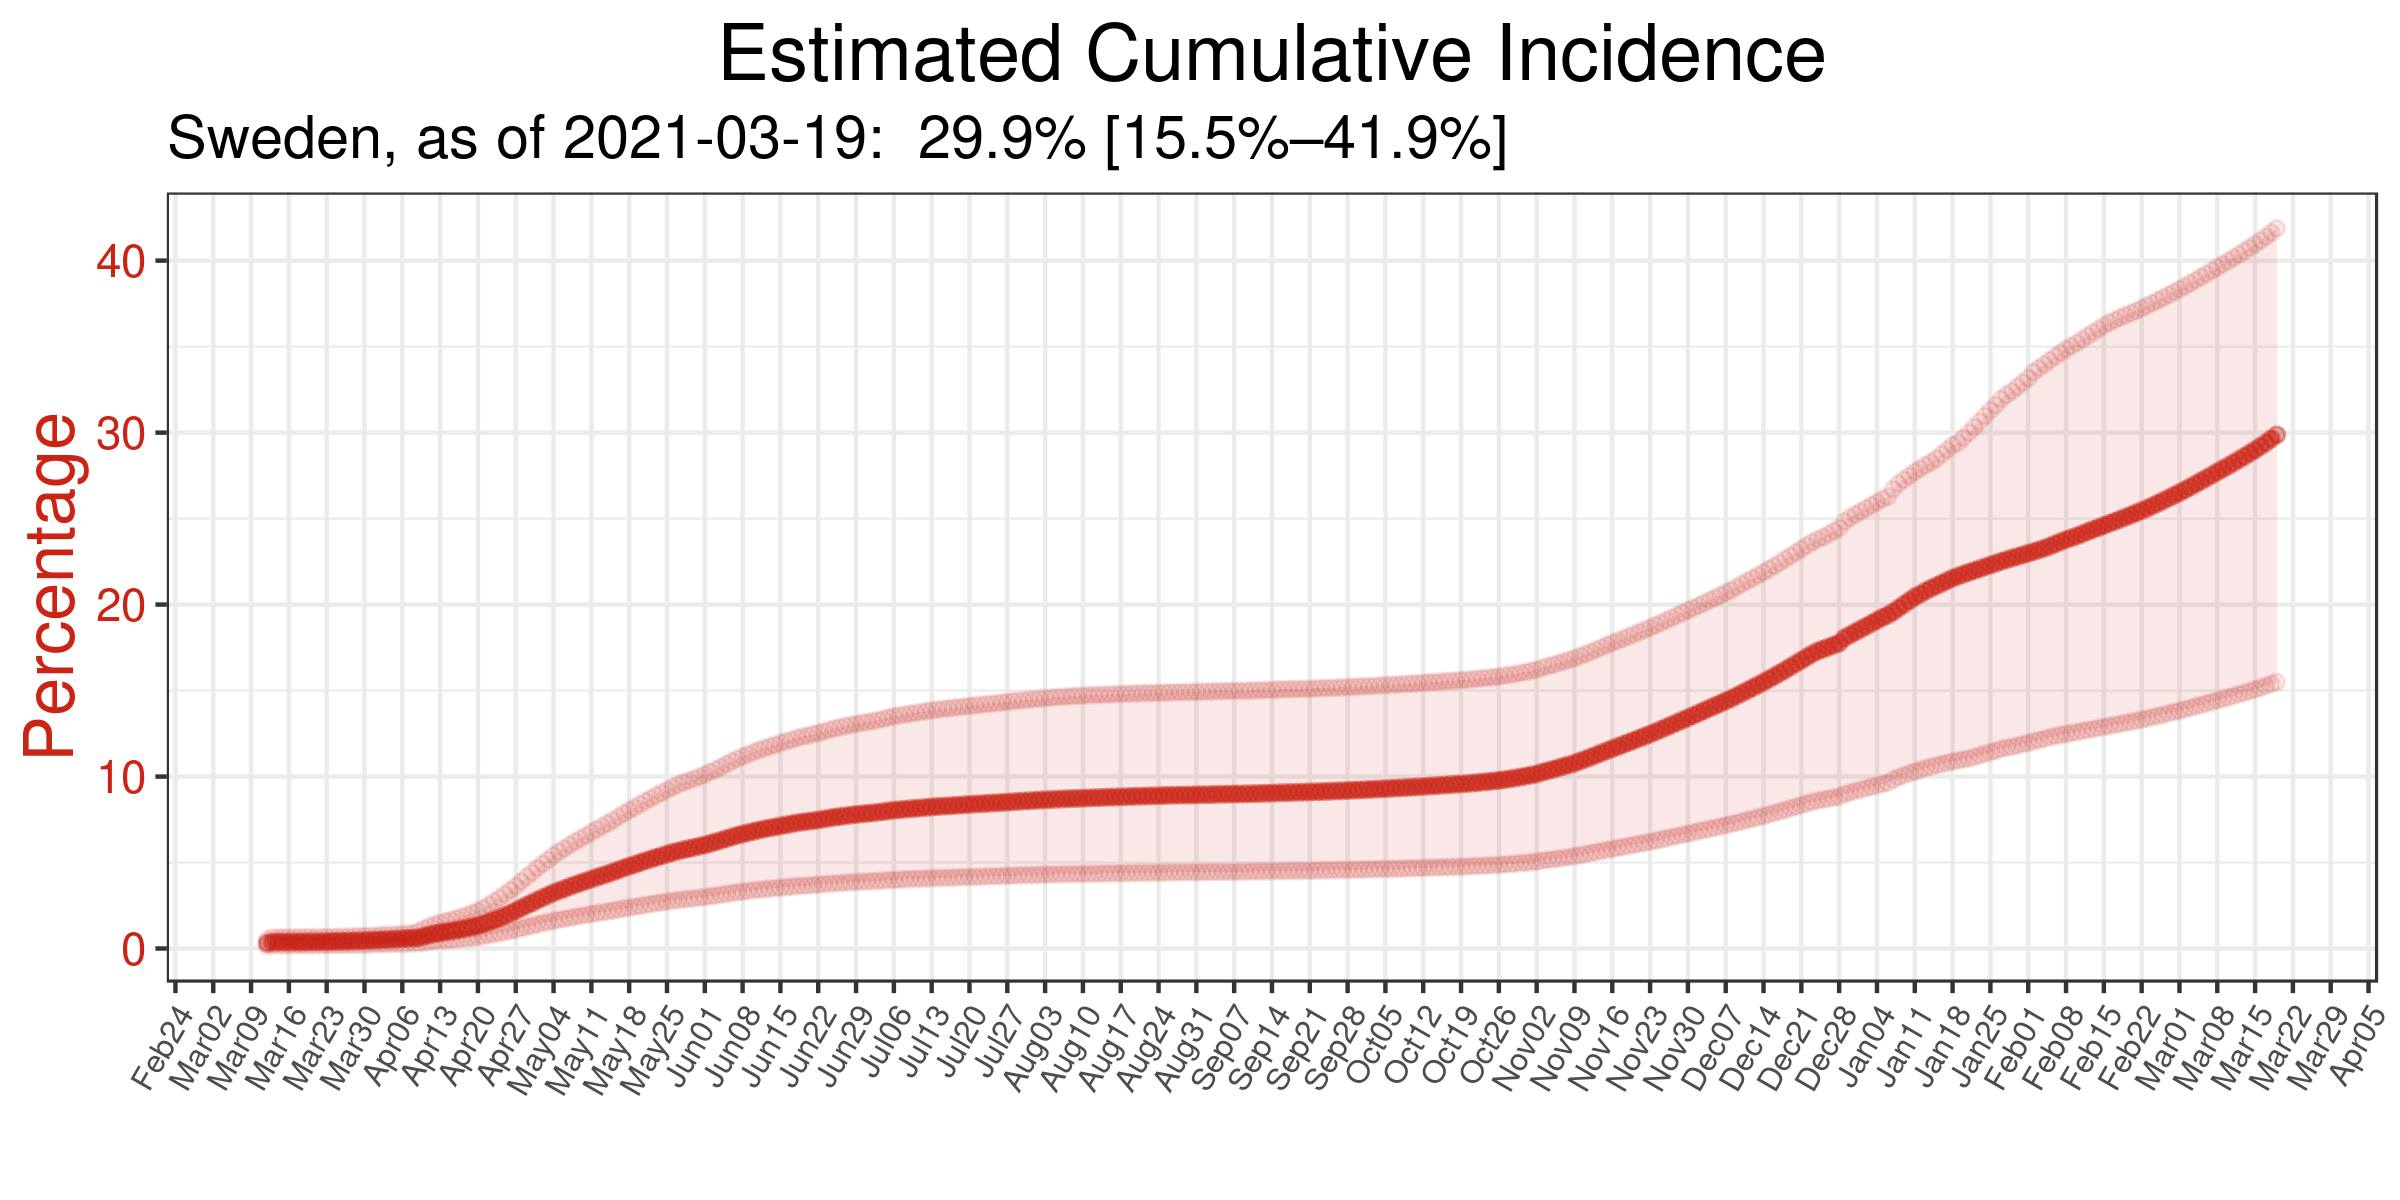 Estimated Cumulative Incidence
Sweden, as of 2021-03-19:  29.9% [15.5%–41.9%]
Percentage
40
30
20
10
0
Feb24
Mar02
Mar09
Mar16
Mar23
Mar30
Apr06
Apr13
Apr20
Apr27
May04
May11
May18
May25
Jun01
Jun08
Jun15
Jun22
Jun29
Jul06
Jul13
Jul20
Jul27
Aug03
Aug10
Aug17
Aug24
Aug31
Sep07
Sep14
Sep21
Sep28
Oct05
Oct12
Oct19
Oct26
Nov02
Nov09
Nov16
Nov23
Nov30
Dec07
Dec14
Dec21
Dec28
Jan04
Jan11
Jan18
Jan25
Feb01
Feb08
Feb15
Feb22
Mar01
Mar08
Mar15
Mar22
Mar29
Apr05